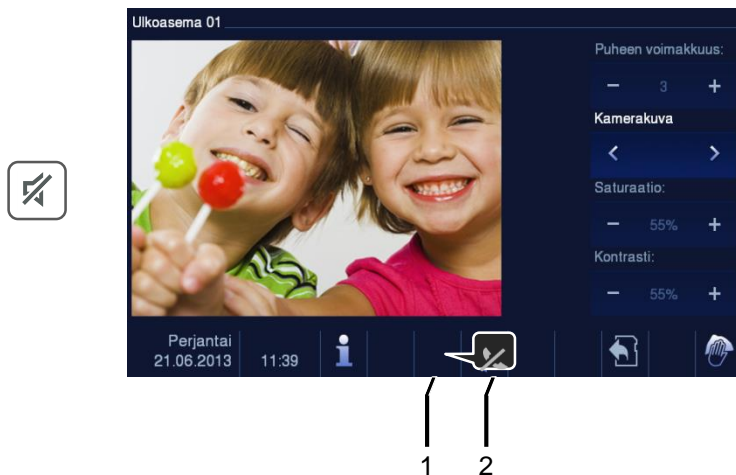 Ulkoasema 01
Puheen voimakkuus:
− 3 +
Kamerakuva
< >
Saturaatio:
− 55% +
Kontrasti:
− 55% +
Perjantai
21.06.2013 11:39
1 2